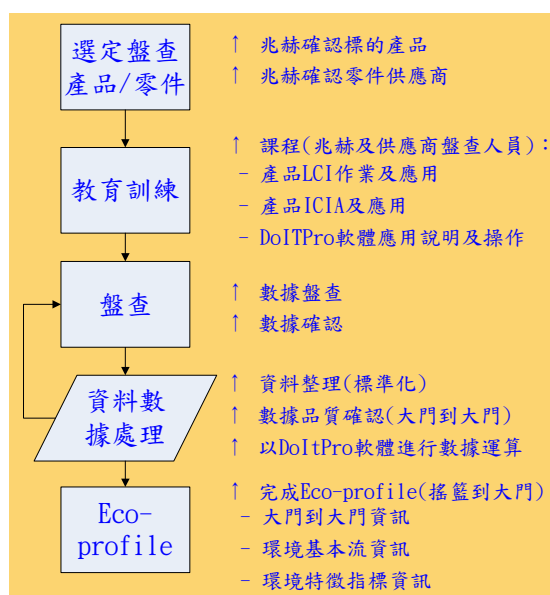 選定盤查
產品/零件
↑ 兆赫確認標的產品
↑ 兆赫確認零件供應商
教育訓練
↑ 課程(兆赫及供應商盤查人員)：
- 產品LCI作業及應用
- 產品ICIA及應用
- DoITPro軟體應用說明及操作
盤查
↑ 數據盤查
↑ 數據確認
資料數
據處理
↑ 資料整理(標準化)
↑ 數據品質確認(大門到大門)
↑ 以DoItPro軟體進行數據運算
Eco-
profile
↑ 完成Eco-profile(搖籃到大門)
- 大門到大門資訊
- 環境基本流資訊
- 環境特徵指標資訊